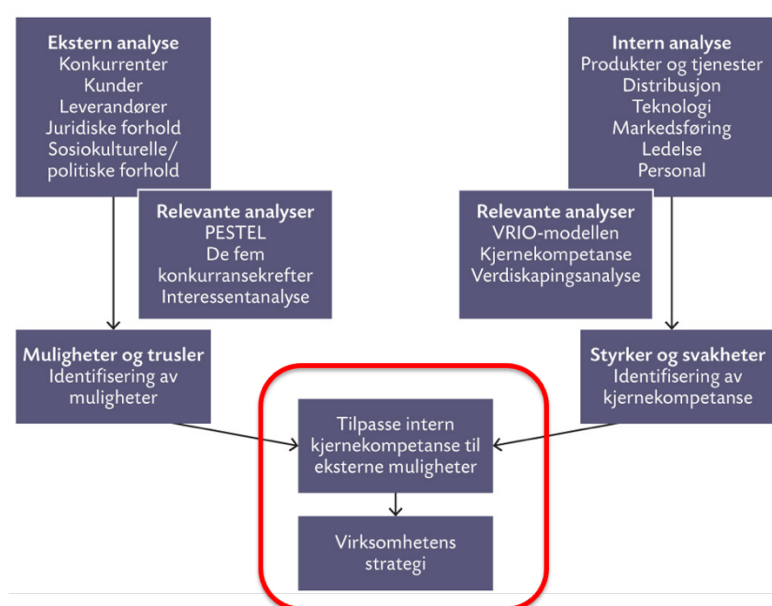 Ekstern analyse
Konkurrenter
Kunder
Leverandører
Juridiske forhold
Sosiokulturelle/
politiske forhold
Intern analyse
Produkter og tjenester
Distribusjon
Teknologi
Markedsføring
Ledelse
Personal
Relevante analyser
PESTEL
De fem
konkurransekrefter
Interessentanalyse
Relevante analyser
VRIO-modellen
Kjernekompetanse
Verdiskapingsanalyse
Muligheter og trusler
Identifisering av
muligheter
Styrker og svakheter
Identifisering av
kjernekompetanse
Tilpasse intern
kjernekompetanse til
eksterne muligheter
Virksomhetens
strategi